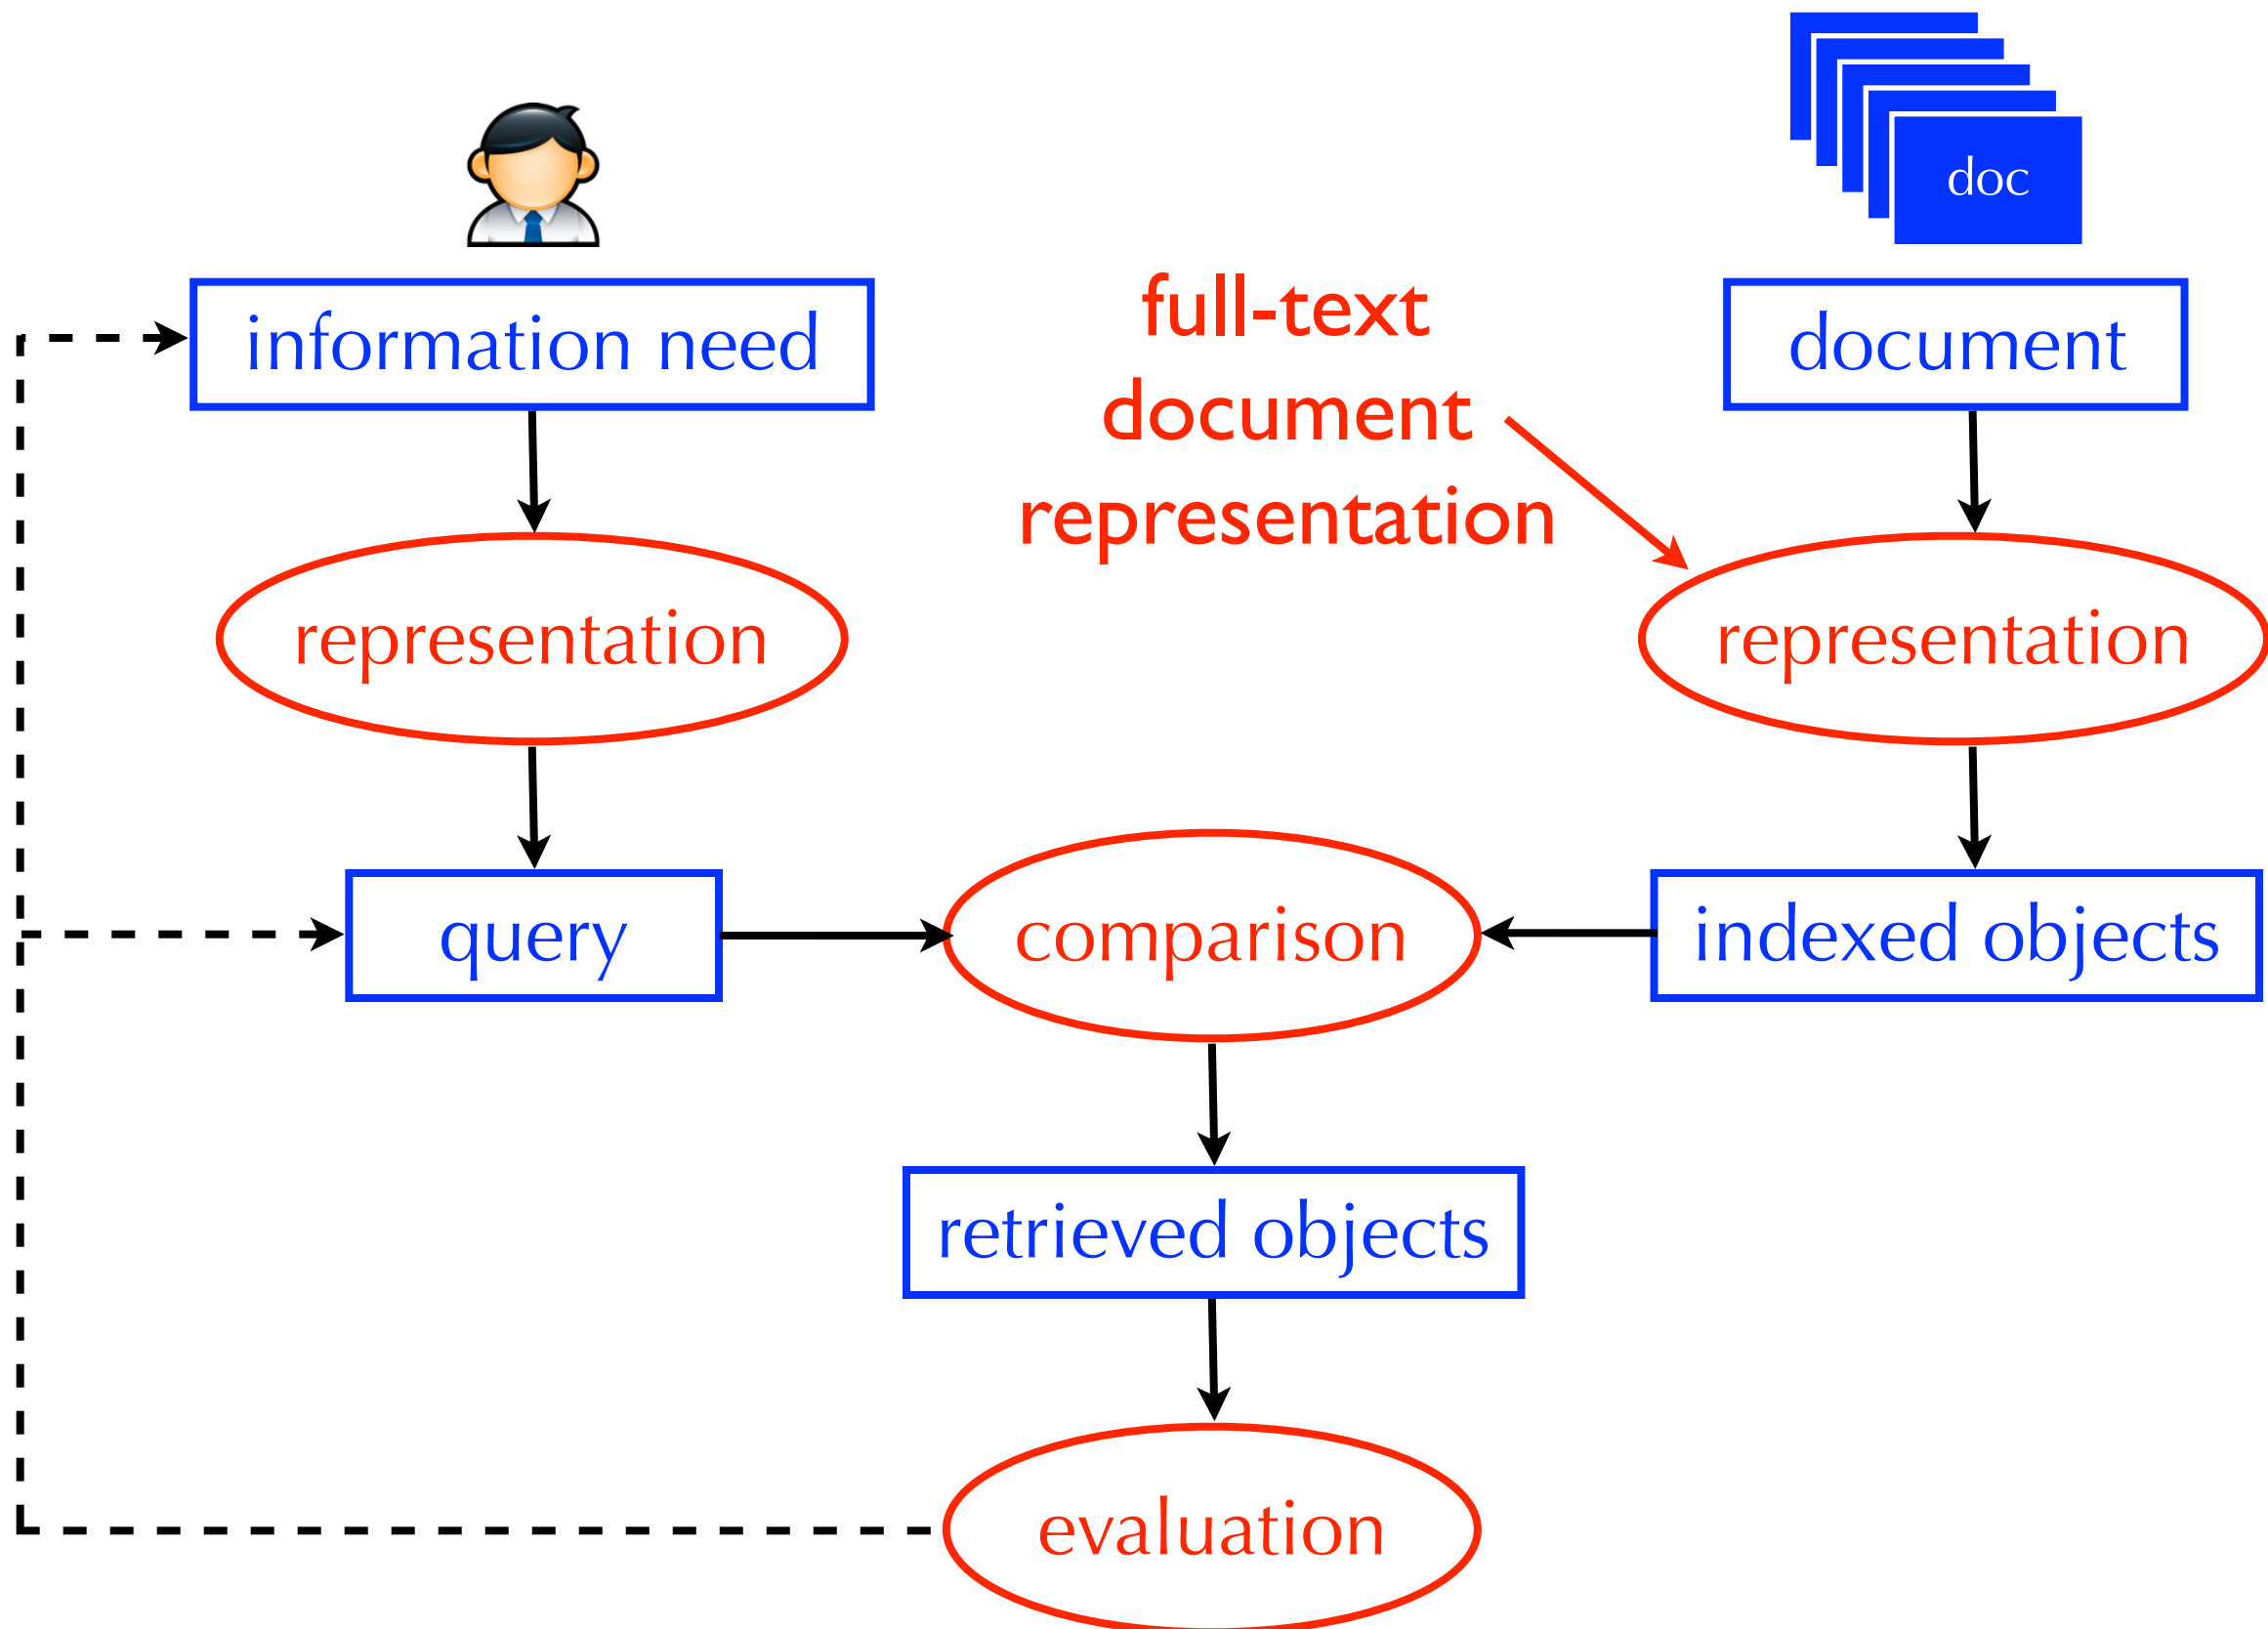 doc
information need
full-text
document
representation
document
representation
representation
query
comparison
indexed objects
retrieved objects
evaluation